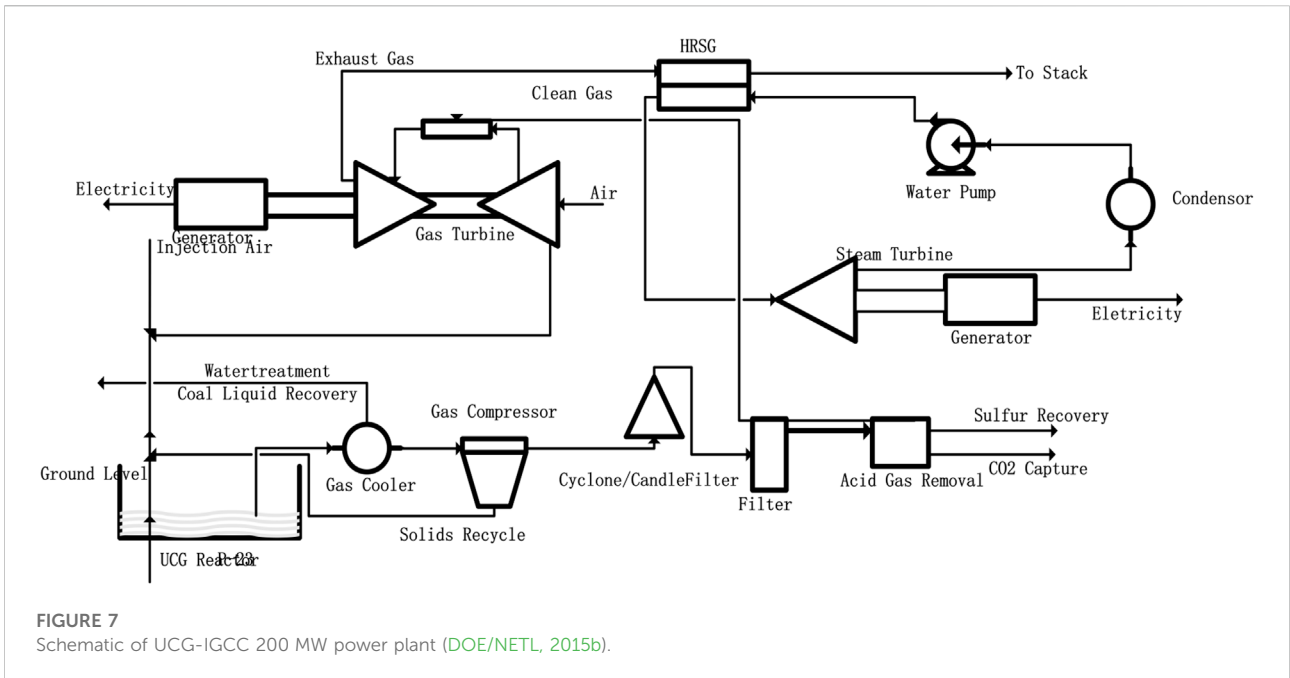 HRSG
Exhaust Gas
To Stack
Clean Gas
Electricity
Air
Water Pump
Condensor
Generator
Injection Air
Gas Turbine
Steam Turbine
Eletricity
Generator
Watertreatment
Coal Liquid Recovery
Gas Compressor
Sulfur Recovery
CO2 Capture
Ground Level
Gas Cooler
Cyclone/CandleFilter
Acid Gas Removal
Filter
Solids Recycle
UCG Reactor
P-23
FIGURE 7
Schematic of UCG-IGCC 200 MW power plant (DOE/NETL, 2015b).